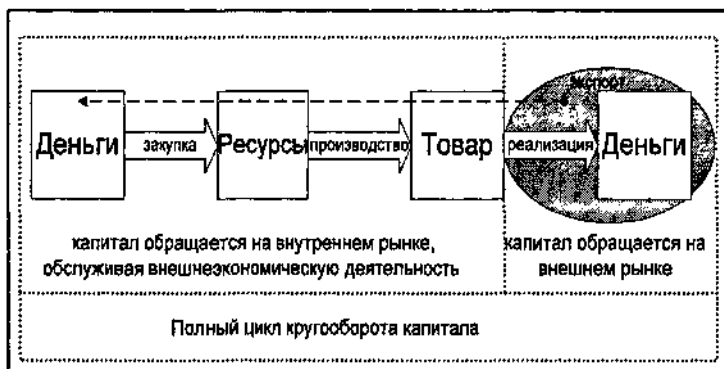 экспорт
Деньги закупка Ресурсы производство Товар реализация Деньги
капитал обращается на внутреннем рынке,
обслуживая внешнеэкономическую деятельность
капитал обращается на
внешнем рынке
Полный цикл кругооборота капитала